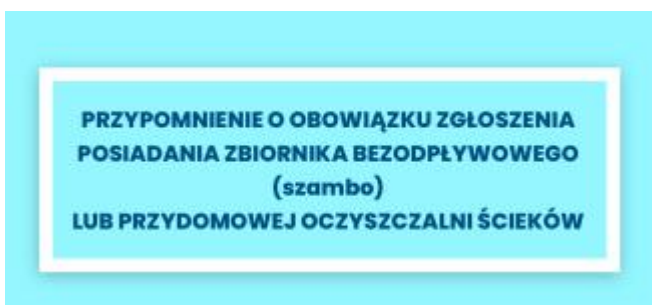 PRZYPOMNIENIE O OBOWIĄZKU ZGŁOSZENIA
POSIADANIA ZBIORNIKA BEZODPŁYWOWEGO
(szambo)
LUB PRZYDOMOWEJ OCZYSZCZALNI ŚCIEKÓW